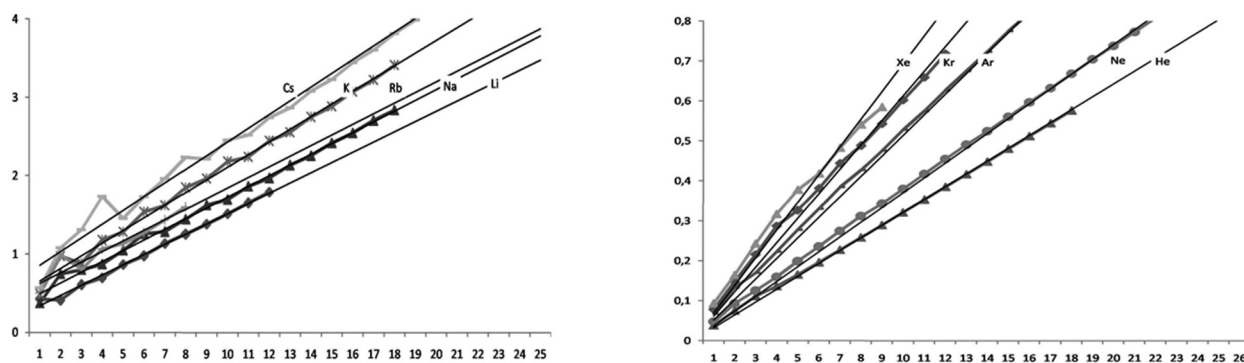 4
3
2
1
0
Cs
K
Rb
Na
Li
1 2 3 4 5 6 7 8 9 10 11 12 13 14 15 16 17 18 19 20 21 22 23 24 25
0,8
0,7
0,6
0,5
0,4
0,3
0,2
0,1
0
Xe
Kr
Ar
Ne
He
1 2 3 4 5 6 7 8 9 10 11 12 13 14 15 16 17 18 19 20 21 22 23 24 25 26